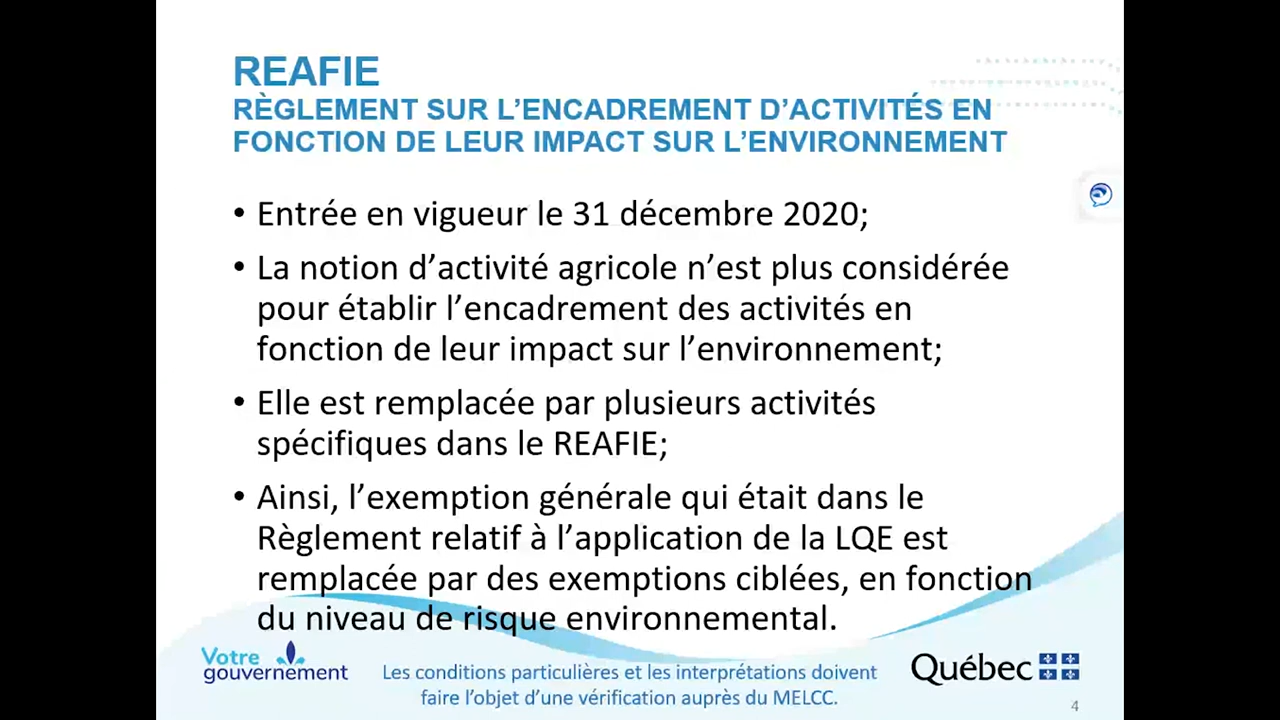 REAFIE
RÈGLEMENT SUR L’ENCADREMENT D’ACTIVITÉS EN
FONCTION DE LEUR IMPACT SUR L’ENVIRONNEMENT
• Entrée en vigueur le 31 décembre 2020;
• La notion d’activité agricole n’est plus considérée
pour établir l’encadrement des activités en
fonction de leur impact sur l’environnement;
• Elle est remplacée par plusieurs activités
spécifiques dans le REAFIE;
• Ainsi, l’exemption générale qui était dans le
Règlement relatif à l’application de la LQE est
remplacée par des exemptions ciblées, en fonction
du niveau de risque environnemental.
Votre
gouvernement
Les conditions particulières et les interprétations doivent
faire l’objet d’une vérification auprès du MELCC.
Québec
4